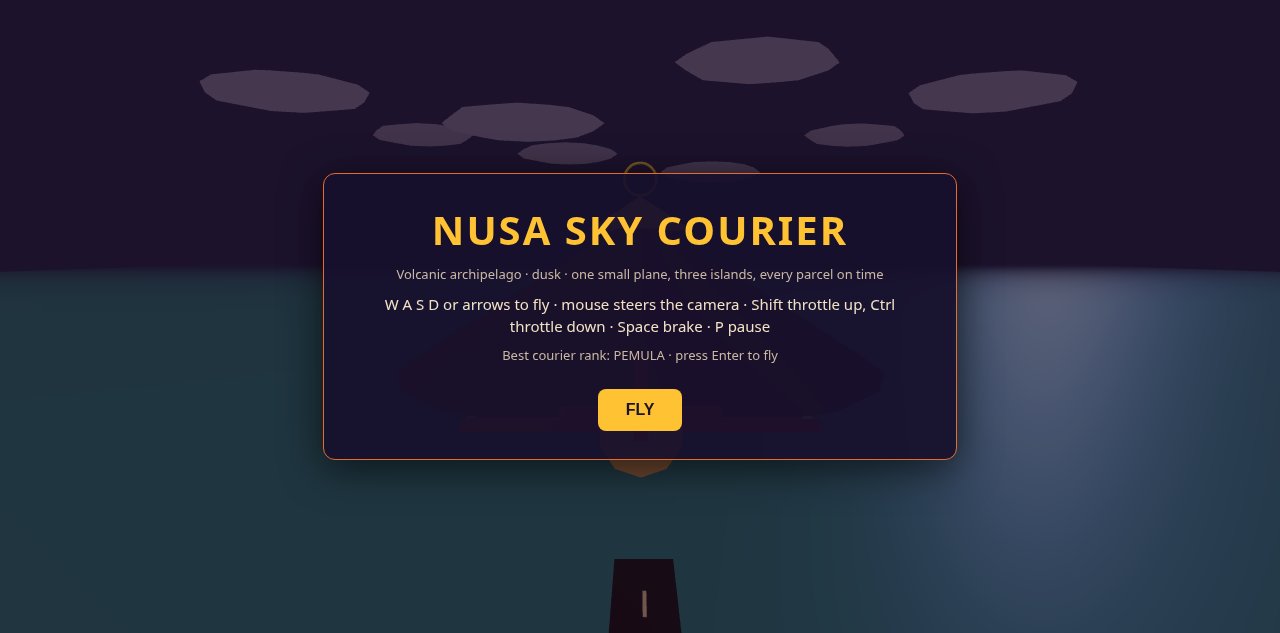 NUSA SKY COURIER
Volcanic archipelago · dusk · one small plane, three islands, every parcel on time
W A S D or arrows to fly · mouse steers the camera · Shift throttle up, Ctrl
throttle down · Space brake · P pause
Best courier rank: PEMULA · press Enter to fly
FLY